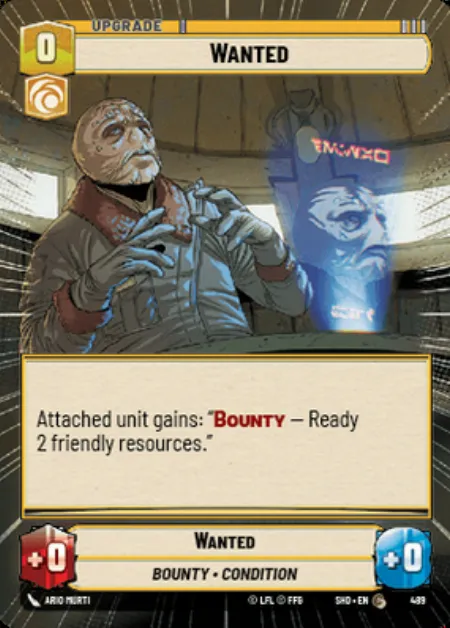 UPGRADE
0
WANTED
Attached unit gains: "BOUNTY – Ready
2 friendly resources."
WANTED
+0
+0
BOUNTY • CONDITION
ARIO MURTI
© LFL © FFG
SHD • EN
489